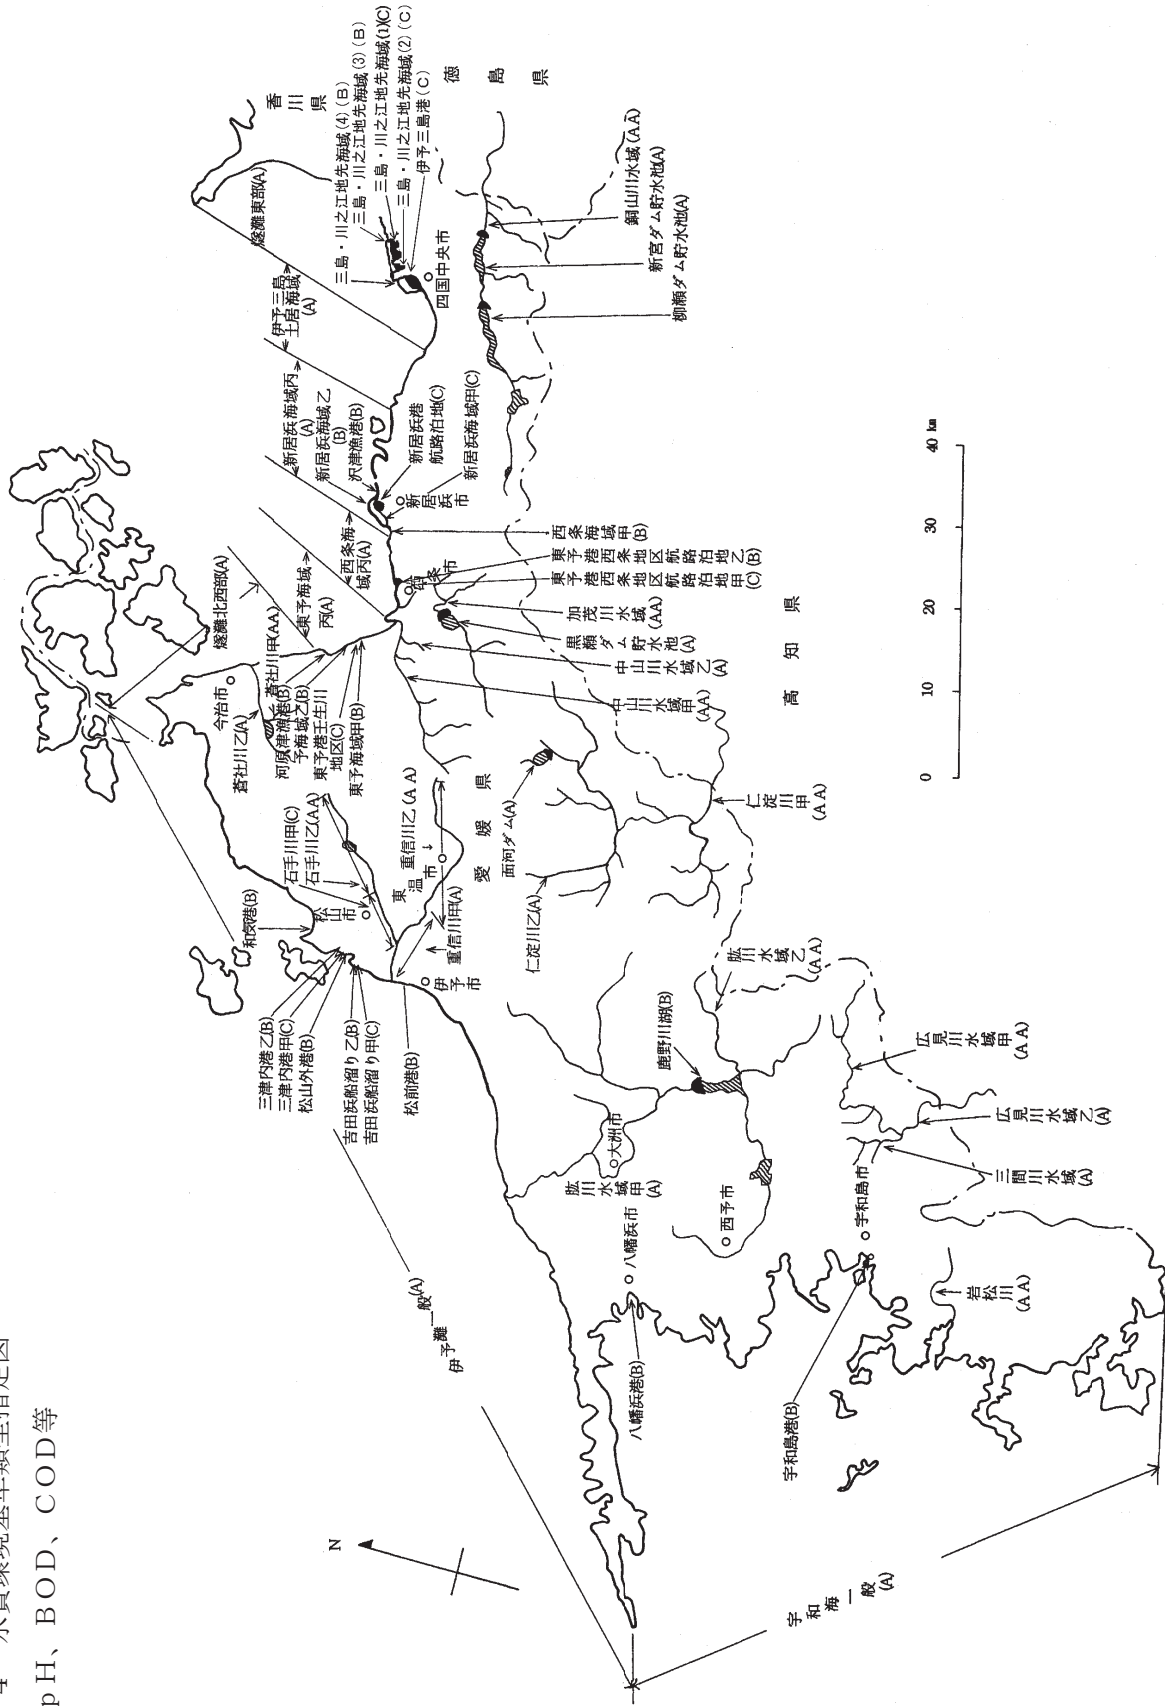 4 水質環境基準類型指定図
pH、BOD、COD等
N
香川県
徳島県
高知県
愛媛県
燧灘東部(A)
三島・川之江地先海域(4)(B)
三島・川之江地先海域(3)(B)
三島・川之江地先海域(1)(C)
三島・川之江地先海域(2)(C)
伊予三島港(C)
四国中央市
銅山川水域(AA)
新宮ダム貯水池(A)
柳瀬ダム貯水池(A)
伊予三島
土居海域
(A)
新居浜海域丙
(A)
新居浜海域乙
(B)
沢津漁港(B)
新居浜港
航路泊地(C)
新居浜海域甲(C)
新居浜市
西条海
域丙(A)
西条市
西条海域甲(B)
東予港西条地区航路泊地乙(B)
東予港西条地区航路泊地甲(C)
加茂川水域(AA)
黒瀬ダム貯水池(A)
中山川水域乙(A)
中山川水域甲(AA)
燧灘北西部(A)
東予海域
丙(A)
今治市
蒼社川甲(AA)
蒼社川乙(A)
河原津漁港(B)
予海域乙(B)
東予港壬生川
地区(C)
東予海域甲(B)
石手川甲(C)
石手川乙(AA)
重信川乙(AA)
東温市
重信川甲(A)
松山市
和気港(B)
伊予市
三津内港乙(B)
三津内港甲(C)
松山外港(B)
吉田浜船溜り乙(B)
吉田浜船溜り甲(C)
松前港(B)
面河ダム(A)
仁淀川乙(A)
仁淀川甲
(AA)
肱川水域乙
(AA)
鹿野川湖(B)
大洲市
肱川水域甲
(A)
西予市
八幡浜市
八幡浜港(B)
広見川水域甲
(AA)
広見川水域乙
(A)
三間川水域
(A)
宇和島市
宇和島港(B)
岩松川
(AA)
伊予灘一般(A)
宇和海一般(A)
0 10 20 30 40 km